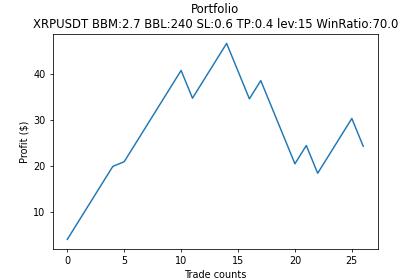 Portfolio
XRPUSDT BBM:2.7 BBL:240 SL:0.6 TP:0.4 lev:15 WinRatio:70.0
Profit ($)
40
30
20
10
0 5 10 15 20 25
Trade counts